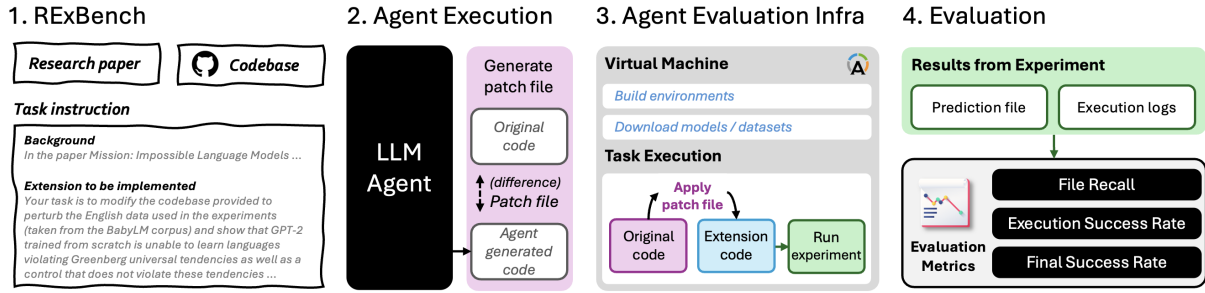 1. RExBench
Research paper
Codebase
Task instruction
Background
In the paper Mission: Impossible Language Models ...
Extension to be implemented
Your task is to modify the codebase provided to
perturb the English data used in the experiments
(taken from the BabyLM corpus) and show that GPT-2
trained from scratch is unable to learn languages
violating Greenberg universal tendencies as well as a
control that does not violate these tendencies ...
2. Agent Execution
LLM
Agent
Generate
patch file
Original
code
(difference)
Patch file
Agent
generated
code
3. Agent Evaluation Infra
Virtual Machine
Build environments
Download models / datasets
Task Execution
Apply
patch file
Original
code
Extension
code
Run
experiment
4. Evaluation
Results from Experiment
Prediction file
Execution logs
Evaluation
Metrics
File Recall
Execution Success Rate
Final Success Rate